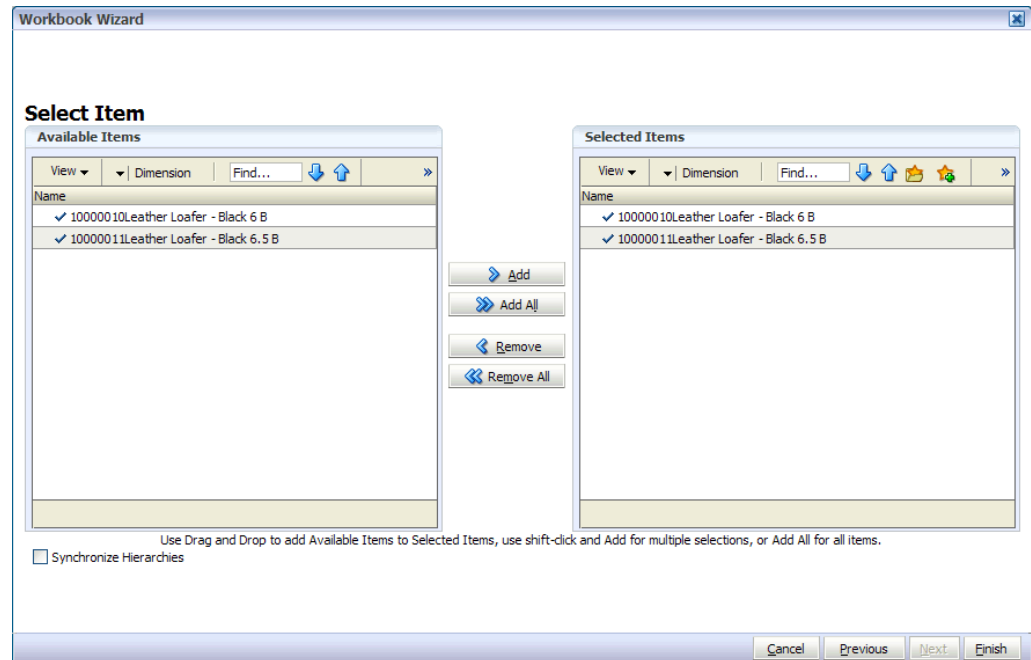 Workbook Wizard
Select Item
Available Items
View Dimension Find... »
Name
10000010Leather Loafer - Black 6 B
10000011Leather Loafer - Black 6.5 B
Add
Add All
Remove
Remove All
Selected Items
View Dimension Find... »
Name
10000010Leather Loafer - Black 6 B
10000011Leather Loafer - Black 6.5 B
Use Drag and Drop to add Available Items to Selected Items, use shift-click and Add for multiple selections, or Add All for all items.
Synchronize Hierarchies
Cancel Previous Next Finish